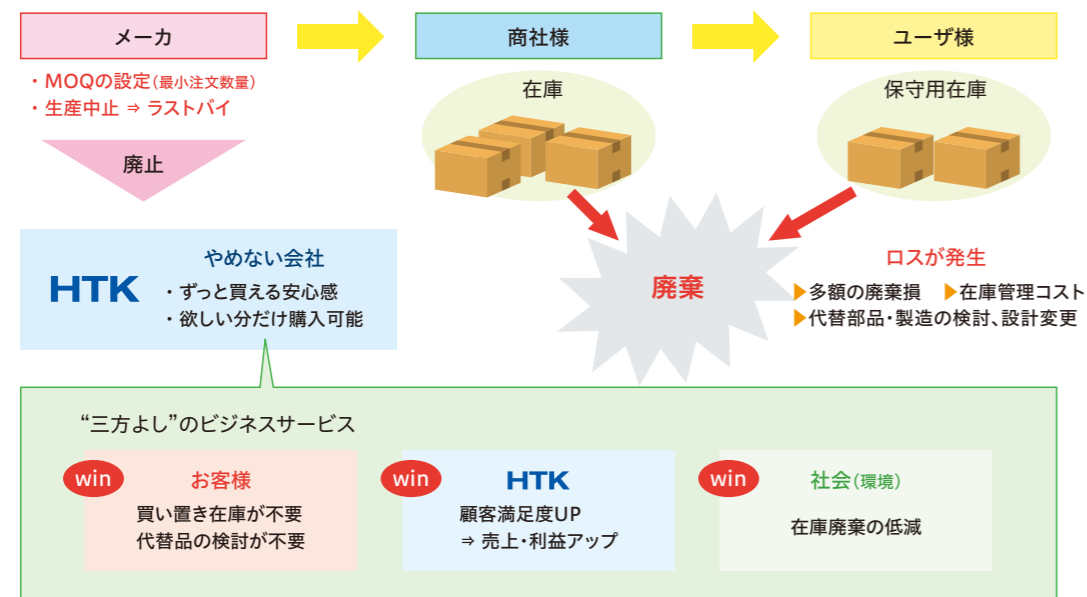 メーカ
商社様
ユーザ様
・MOQの設定(最小注文数量)
・生産中止 ⇒ ラストバイ
廃止
在庫
保守用在庫
廃棄
ロスが発生
▶多額の廃棄損 ▶在庫管理コスト
▶代替部品・製造の検討、設計変更
HTK
やめない会社
・ずっと買える安心感
・欲しい分だけ購入可能
“三方よし”のビジネスサービス
win
お客様
買い置き在庫が不要
代替品の検討が不要
win
HTK
顧客満足度UP
⇒ 売上・利益アップ
win
社会(環境)
在庫廃棄の低減